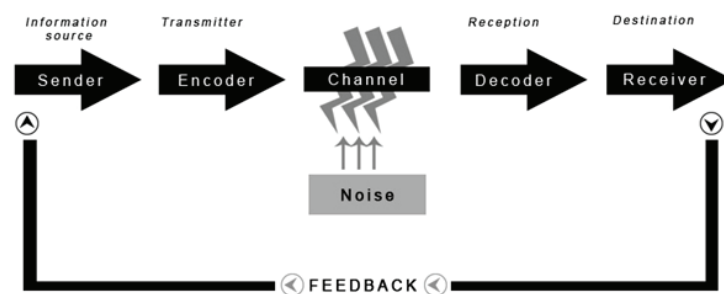 Information
source
Transmitter
Reception
Destination
Sender
Encoder
Channel
Decoder
Receiver
Noise
FEEDBACK